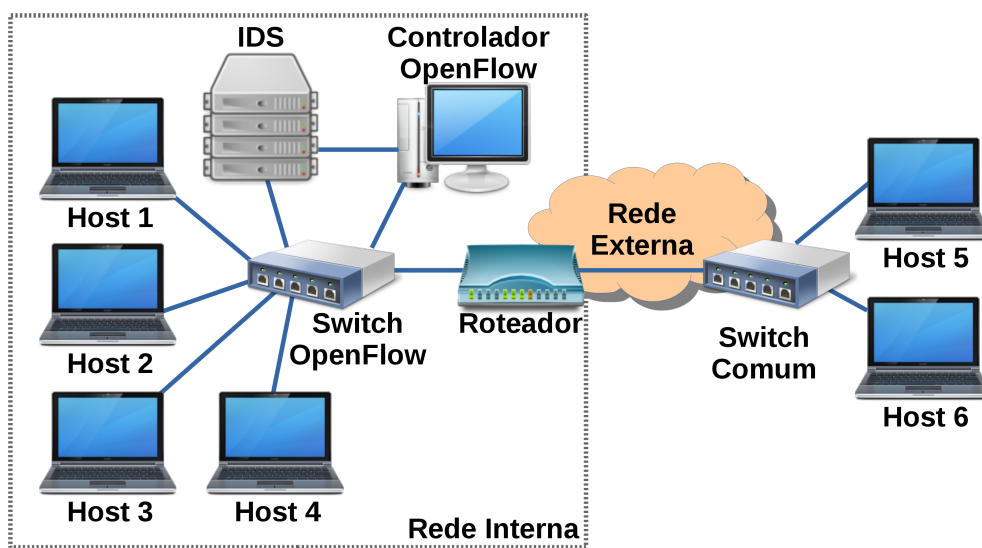 IDS
Controlador
OpenFlow
Host 1
Rede
Externa
Host 5
Switch
OpenFlow
Roteador
Host 2
Switch
Comum
Host 6
Host 3
Host 4
Rede Interna